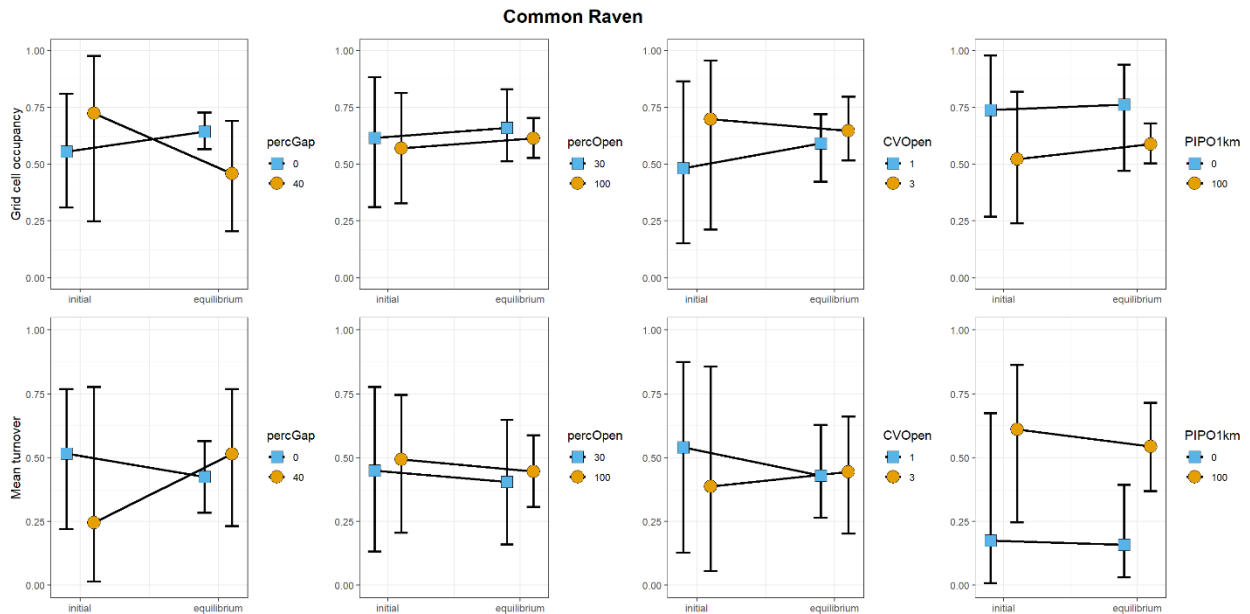 Common Raven
Grid cell occupancy
1.00
0.75
0.50
0.25
0.00
initial
equilibrium
percGap
0
40
1.00
0.75
0.50
0.25
0.00
initial
equilibrium
percOpen
30
100
1.00
0.75
0.50
0.25
0.00
initial
equilibrium
CVOpen
1
3
1.00
0.75
0.50
0.25
0.00
initial
equilibrium
PIPO1km
0
100
Mean turnover
1.00
0.75
0.50
0.25
0.00
initial
equilibrium
percGap
0
40
1.00
0.75
0.50
0.25
0.00
initial
equilibrium
percOpen
30
100
1.00
0.75
0.50
0.25
0.00
initial
equilibrium
CVOpen
1
3
1.00
0.75
0.50
0.25
0.00
initial
equilibrium
PIPO1km
0
100